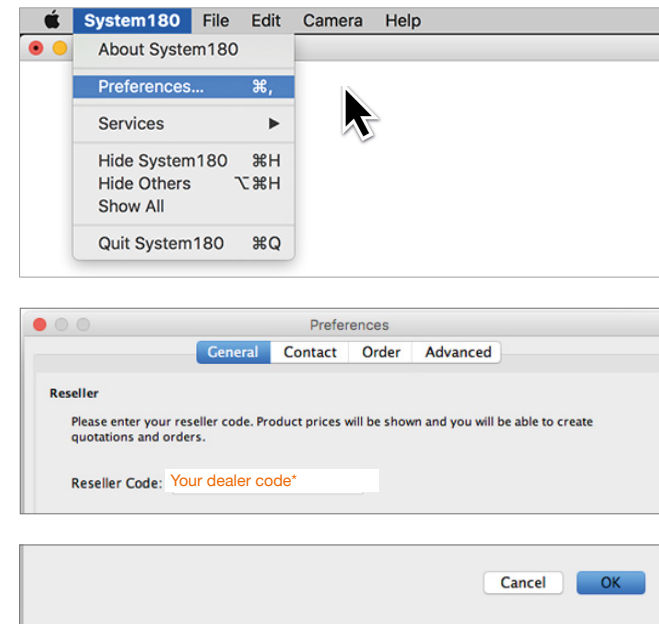 System180 File Edit Camera Help
About System180
Preferences... ⌘,
Services ▶
Hide System180 ⌘H
Hide Others ⌥⌘H
Show All
Quit System180 ⌘Q
Preferences
General Contact Order Advanced
Reseller
Please enter your reseller code. Product prices will be shown and you will be able to create
quotations and orders.
Reseller Code: Your dealer code*
Cancel OK